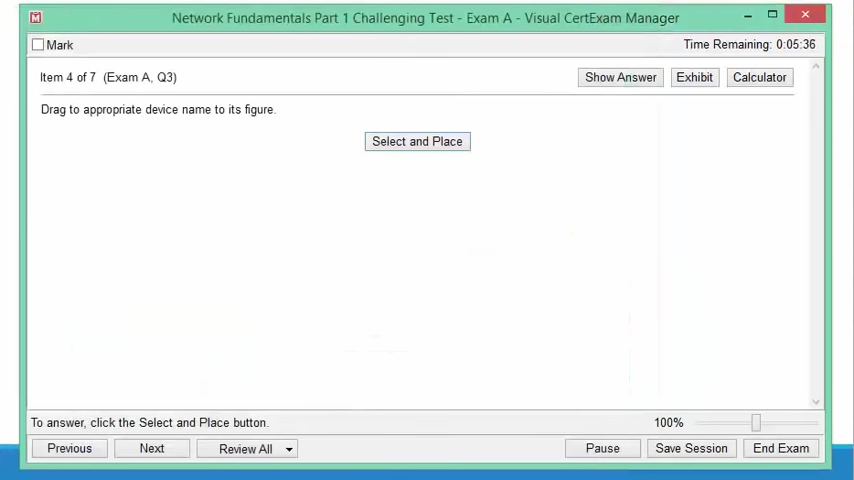 Network Fundamentals Part 1 Challenging Test - Exam A - Visual CertExam Manager
Mark
Time Remaining: 0:05:36
Item 4 of 7 (Exam A, Q3)
Show Answer
Exhibit
Calculator
Drag to appropriate device name to its figure.
Select and Place
To answer, click the Select and Place button.
100%
Previous
Next
Review All
Pause
Save Session
End Exam